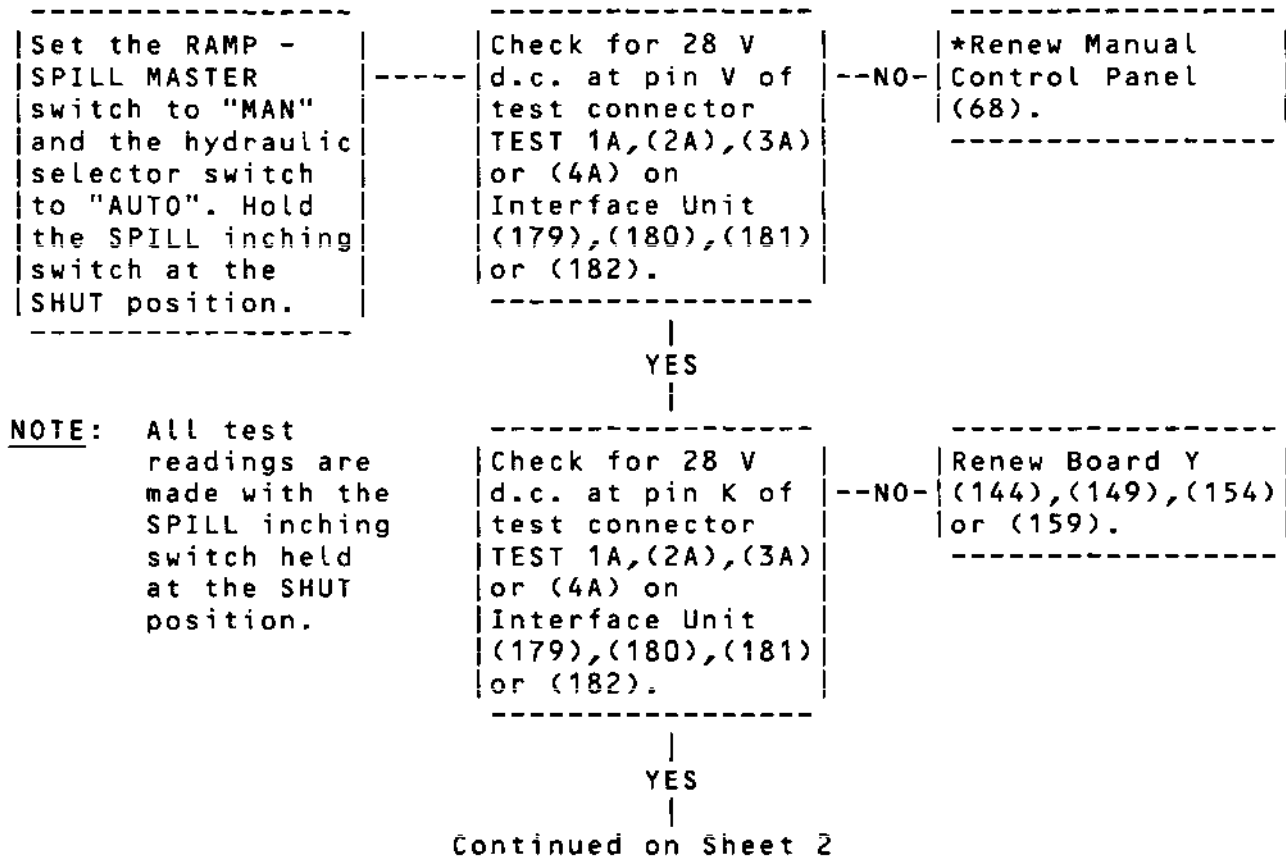 Set the RAMP -
SPILL MASTER
switch to "MAN"
and the hydraulic
selector switch
to "AUTO". Hold
the SPILL inching
switch at the
SHUT position.
Check for 28 V
d.c. at pin V of
test connector
TEST 1A,(2A),(3A)
or (4A) on
Interface Unit
(179),(180),(181)
or (182).
NO
*Renew Manual
Control Panel
(68).
YES
NOTE: All test
readings are
made with the
SPILL inching
switch held
at the SHUT
position.
Check for 28 V
d.c. at pin K of
test connector
TEST 1A,(2A),(3A)
or (4A) on
Interface Unit
(179),(180),(181)
or (182).
NO
Renew Board Y
(144),(149),(154)
or (159).
YES
Continued on Sheet 2